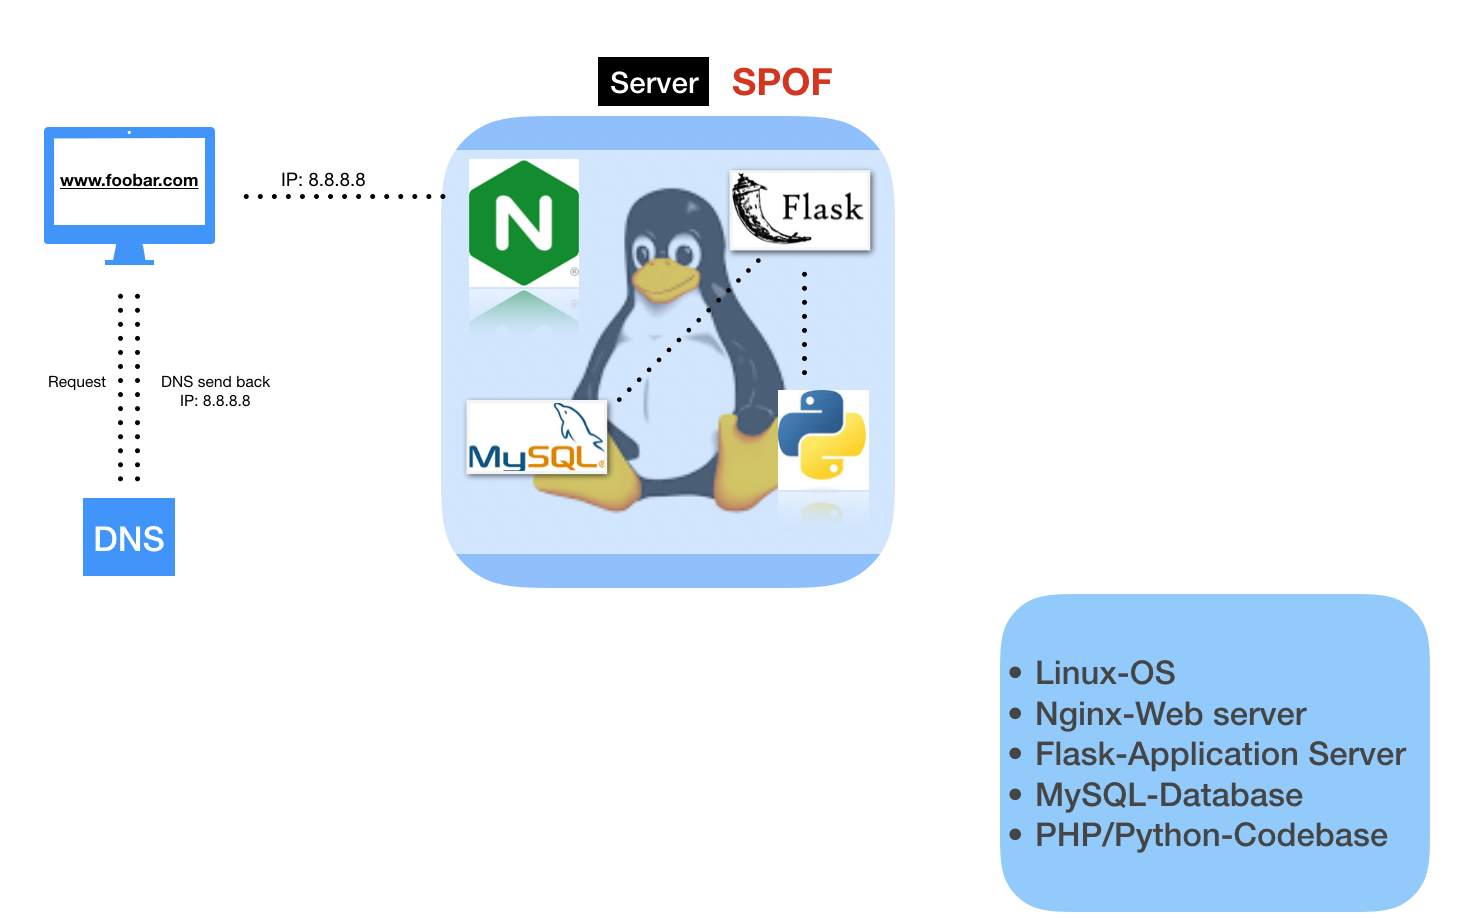 Server SPOF
www.foobar.com
IP: 8.8.8.8
N
®
Flask
Request
DNS send back
IP: 8.8.8.8
MySQL®
DNS
• Linux-OS
• Nginx-Web server
• Flask-Application Server
• MySQL-Database
• PHP/Python-Codebase